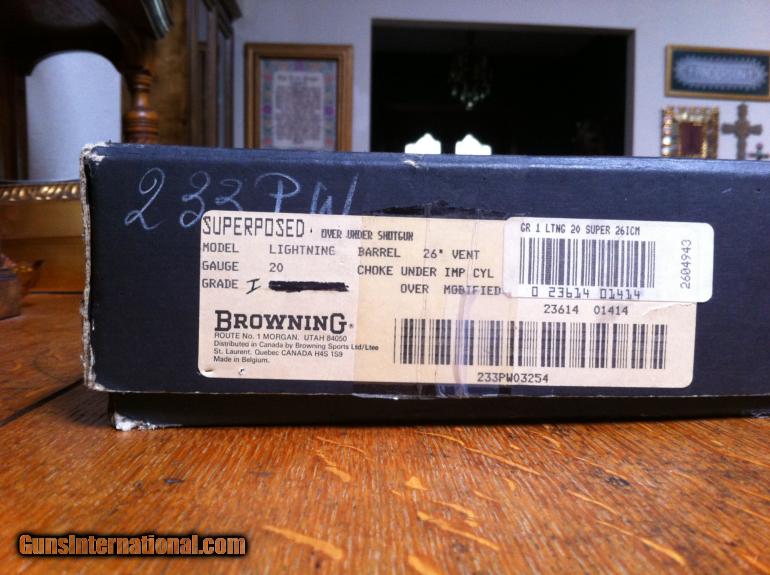 233PW
SUPERPOSED. OVER UNDER SHOTGUN
MODEL LIGHTNING BARREL 26" VENT
GAUGE 20 CHOKE UNDER IMP CYL
GRADE I OVER MODIFIED
BROWNING®
ROUTE No. 1 MORGAN, UTAH 84050
Distributed in Canada by Browning Sports Ltd/Ltee
St. Laurent, Quebec CANADA H4S 1S9
Made in Belgium.
GR 1 LTNG 20 SUPER 26ICM
0 23614 01414
2604943
23614 01414
233PW03254
GunsInternational.com